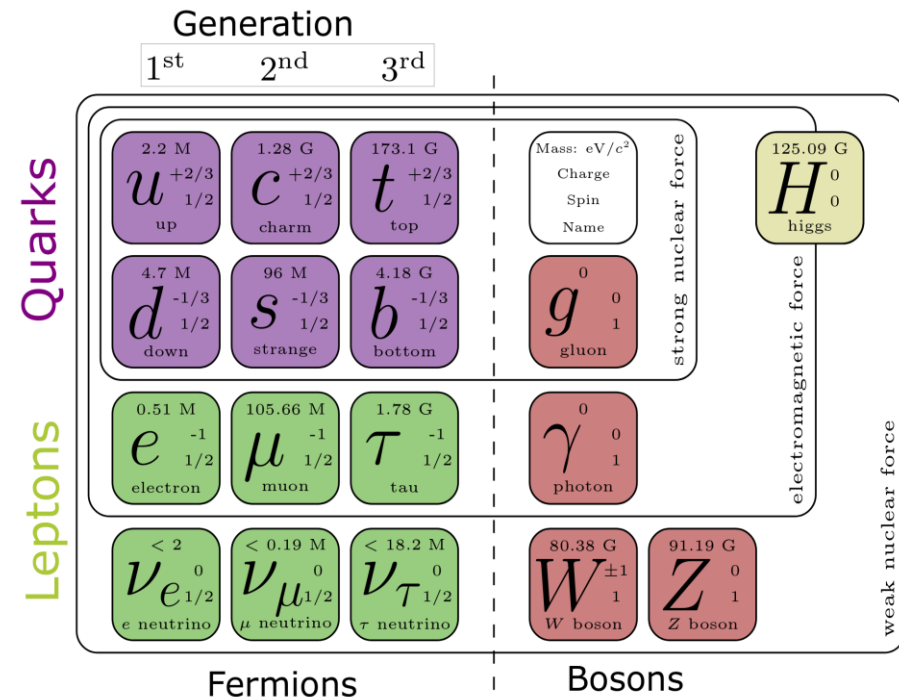 Generation
1st 2nd 3rd
Quarks
2.2 M
u +2/3
1/2
up
1.28 G
c +2/3
1/2
charm
173.1 G
t +2/3
1/2
top
Mass: eV/c²
Charge
Spin
Name
125.09 G
H 0
0
higgs
4.7 M
d -1/3
1/2
down
96 M
s -1/3
1/2
strange
4.18 G
b -1/3
1/2
bottom
0
g 0
1
gluon
strong nuclear force
Leptons
0.51 M
e -1
1/2
electron
105.66 M
μ -1
1/2
muon
1.78 G
τ -1
1/2
tau
0
γ 0
1
photon
electromagnetic force
< 2
νe 0
1/2
e neutrino
< 0.19 M
νμ 0
1/2
μ neutrino
< 18.2 M
ντ 0
1/2
τ neutrino
80.38 G
W ±1
1
W boson
91.19 G
Z 0
1
Z boson
weak nuclear force
Fermions
Bosons